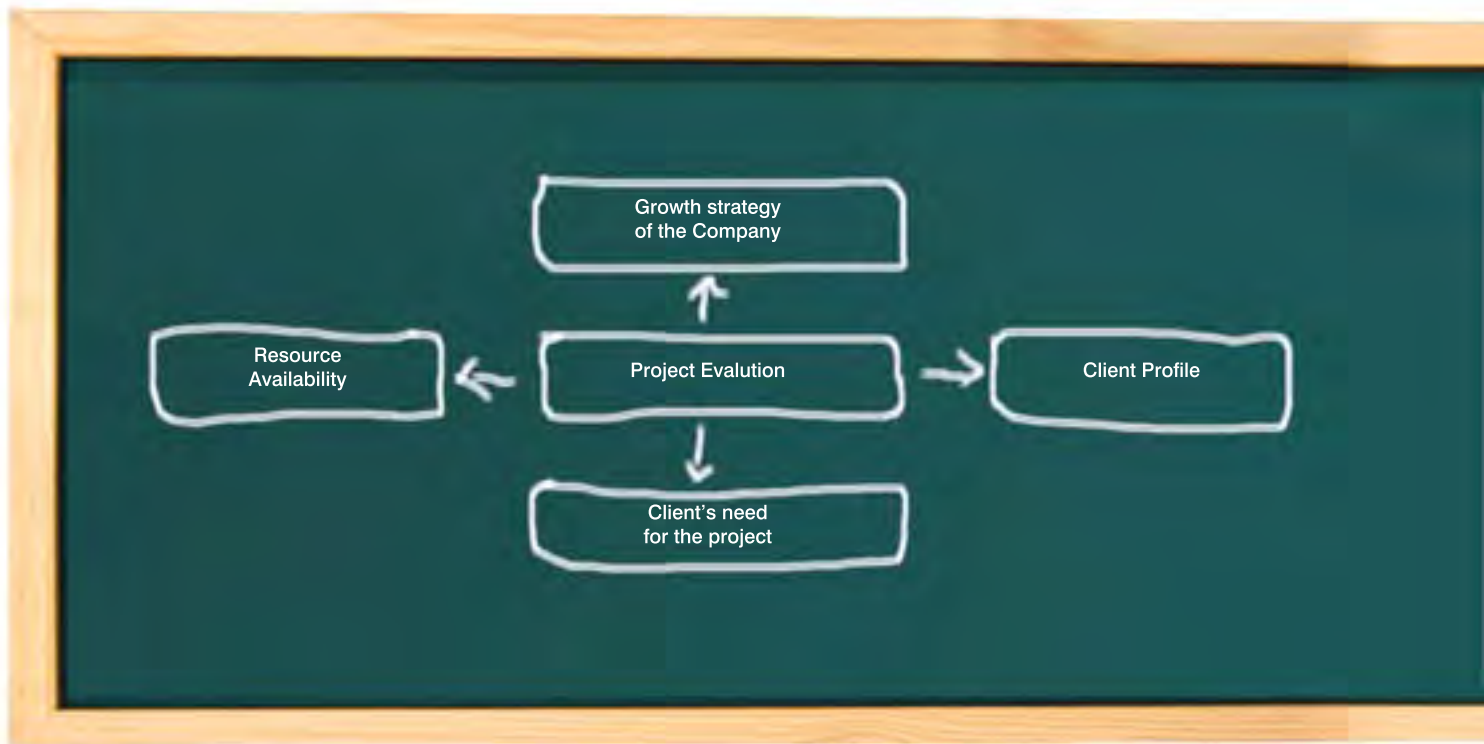 Growth strategy
of the Company
Resource
Availability
Project Evalution
Client Profile
Client's need
for the project